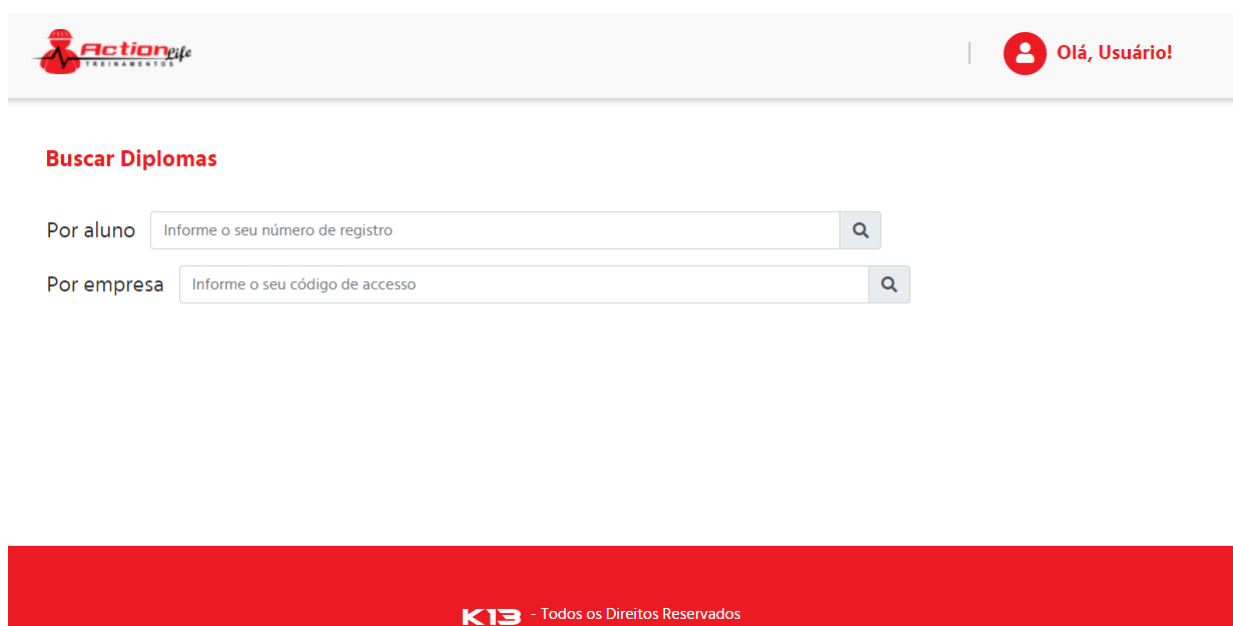 Action Life
TREINAMENTOS
Olá, Usuário!
Buscar Diplomas
Por aluno Informe o seu número de registro
Por empresa Informe o seu código de accesso
K13 - Todos os Direitos Reservados